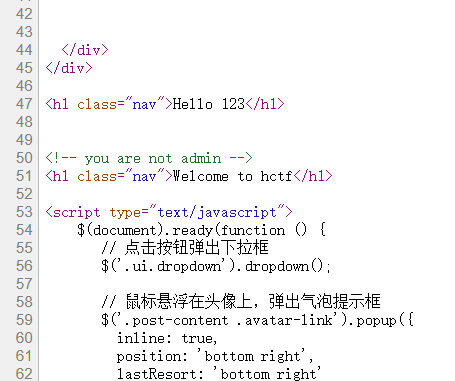 42
43
44 </div>
45 </div>
46
47 <h1 class="nav">Hello 123</h1>
48
49
50 <!-- you are not admin -->
51 <h1 class="nav">Welcome to hctf</h1>
52
53 <script type="text/javascript">
54 $(document).ready(function () {
55 // 点击按钮弹出下拉框
56 $('.ui.dropdown').dropdown();
57
58 // 鼠标悬浮在头像上，弹出气泡提示框
59 $('.post-content .avatar-link').popup({
60 inline: true,
61 position: 'bottom right',
62 lastResort: 'bottom right'